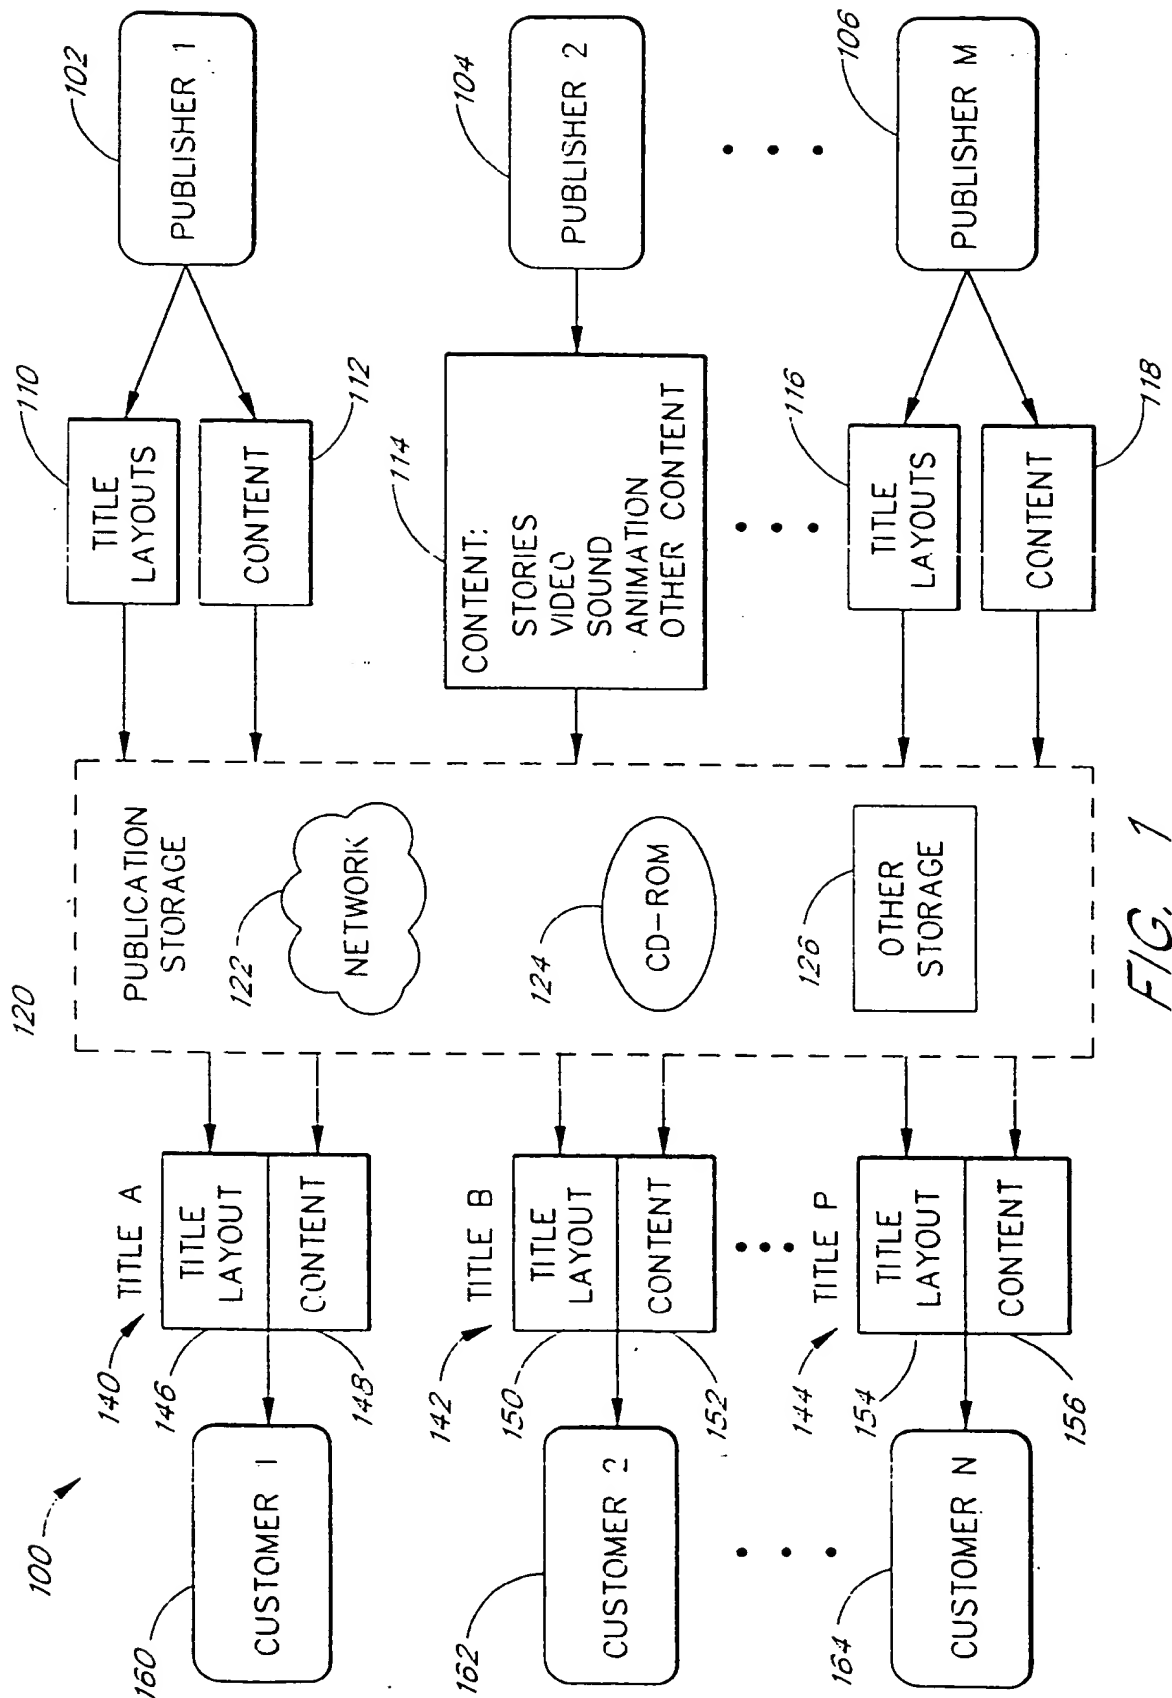 100
120
PUBLISHER 1
102
TITLE
LAYOUTS
110
CONTENT
112
PUBLISHER 2
104
CONTENT:
STORIES
VIDEO
SOUND
ANIMATION
OTHER CONTENT
114
PUBLISHER M
106
TITLE
LAYOUTS
116
CONTENT
118
PUBLICATION
STORAGE
NETWORK
122
CD-ROM
124
OTHER
STORAGE
126
TITLE A
140
TITLE
LAYOUT
146
CONTENT
148
CUSTOMER 1
160
TITLE B
142
TITLE
LAYOUT
150
CONTENT
152
CUSTOMER 2
162
TITLE P
144
TITLE
LAYOUT
154
CONTENT
156
CUSTOMER N
164
FIG. 1